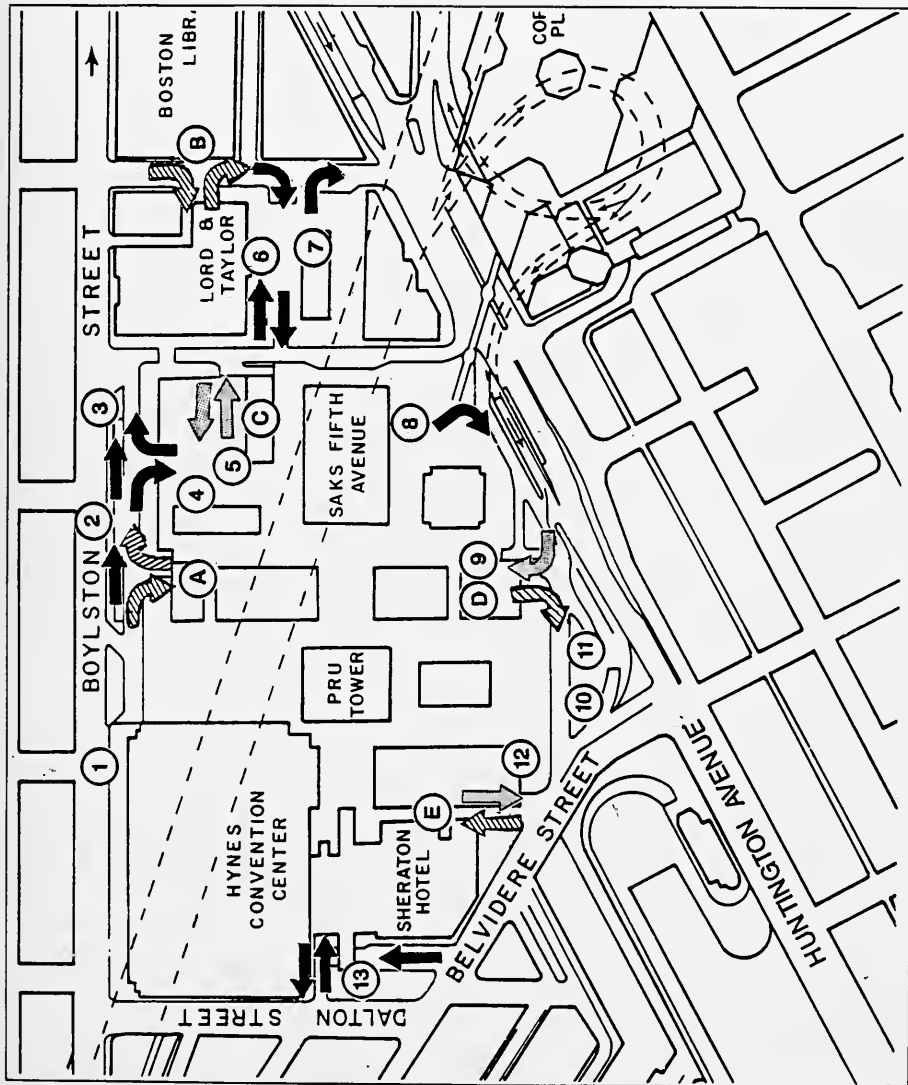 BOSTON
LIBR
BOYLSTON STREET
1
2
3
LORD &
TAYLOR
B
6
7
A
4
5
C
SAKS FIFTH
AVENUE
8
HYNES
CONVENTION
CENTER
PRU
TOWER
9
D
10
11
12
E
SHERATON
HOTEL
13
DALTON STREET
BELVIDERE STREET
HUNTINGTON AVENUE
COP
PL